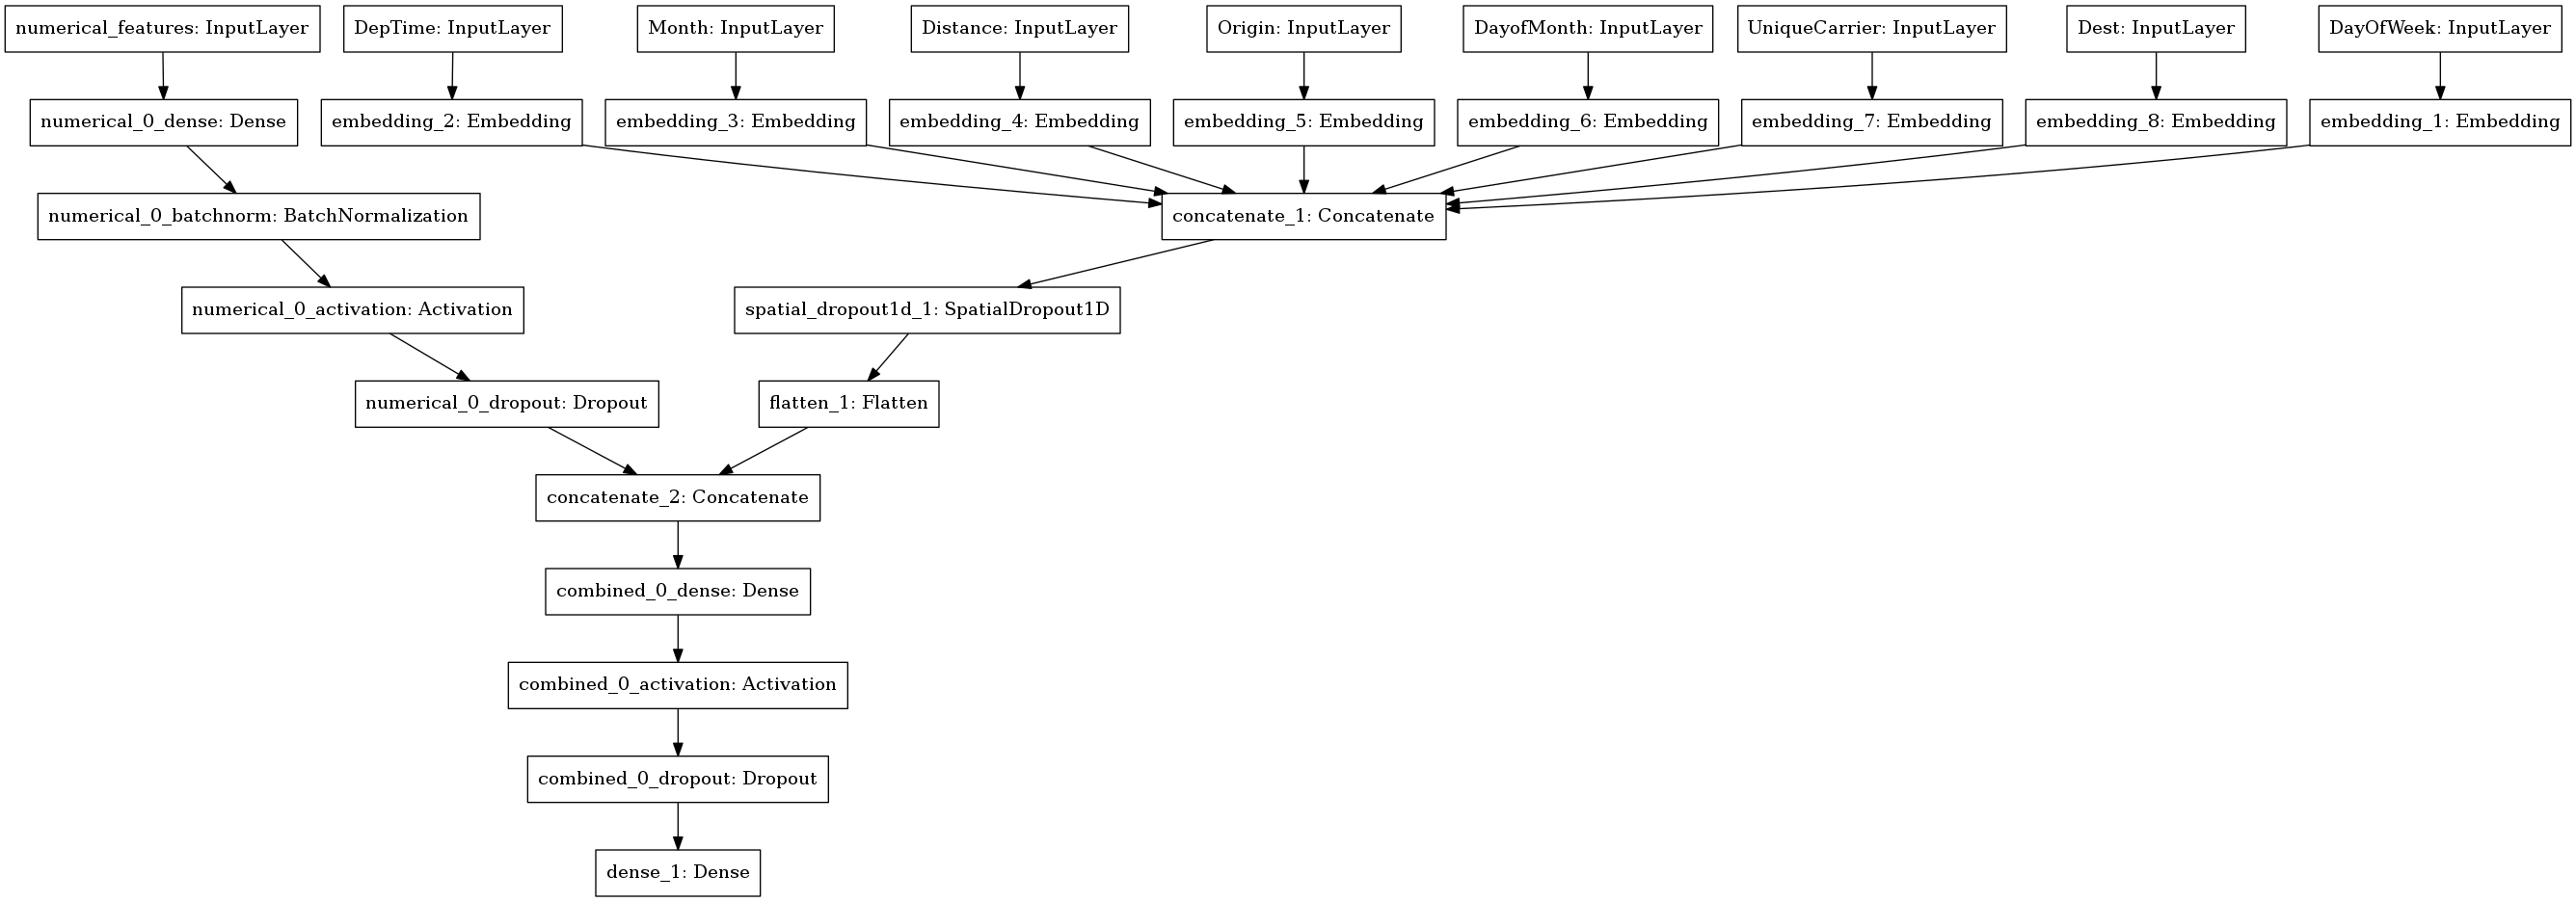 numerical_features: InputLayer
DepTime: InputLayer
Month: InputLayer
Distance: InputLayer
Origin: InputLayer
DayofMonth: InputLayer
UniqueCarrier: InputLayer
Dest: InputLayer
DayOfWeek: InputLayer
numerical_0_dense: Dense
embedding_2: Embedding
embedding_3: Embedding
embedding_4: Embedding
embedding_5: Embedding
embedding_6: Embedding
embedding_7: Embedding
embedding_8: Embedding
embedding_1: Embedding
numerical_0_batchnorm: BatchNormalization
concatenate_1: Concatenate
numerical_0_activation: Activation
spatial_dropout1d_1: SpatialDropout1D
numerical_0_dropout: Dropout
flatten_1: Flatten
concatenate_2: Concatenate
combined_0_dense: Dense
combined_0_activation: Activation
combined_0_dropout: Dropout
dense_1: Dense